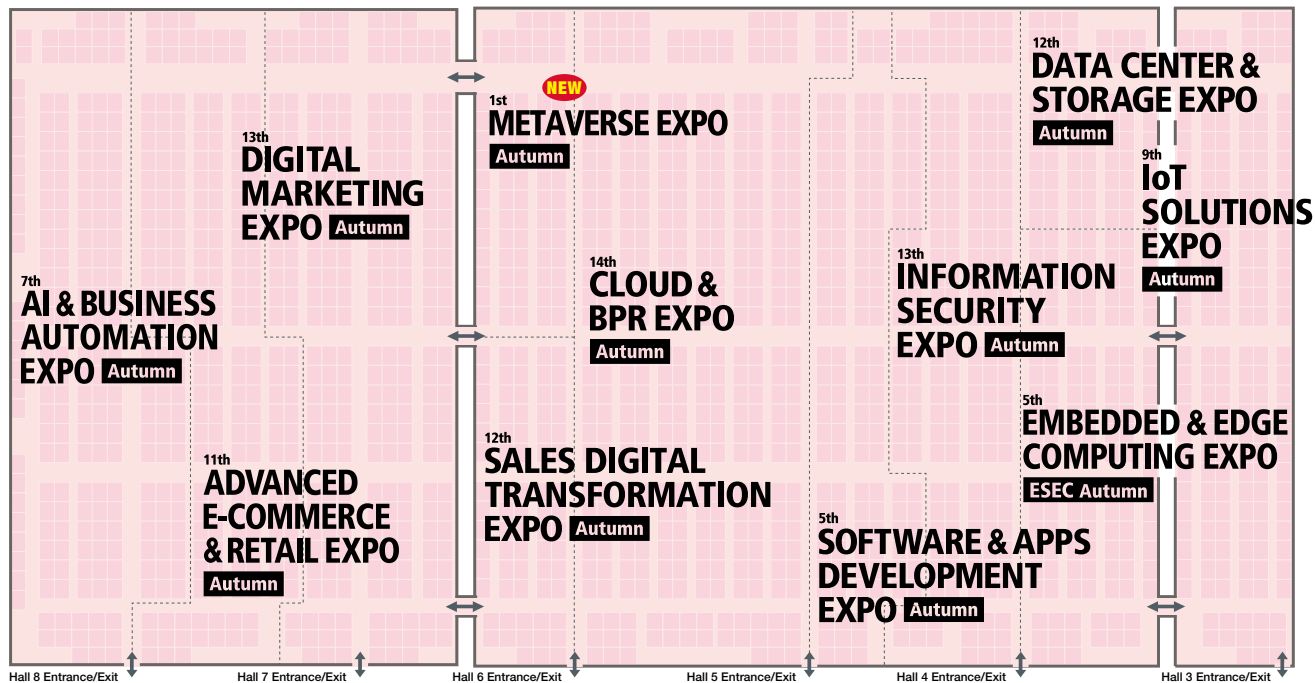 7th
AI & BUSINESS
AUTOMATION
EXPO Autumn
13th
DIGITAL
MARKETING
EXPO Autumn
11th
ADVANCED
E-COMMERCE
& RETAIL EXPO
Autumn
NEW
1st
METAVERSE EXPO
Autumn
14th
CLOUD &
BPR EXPO
Autumn
12th
SALES DIGITAL
TRANSFORMATION
EXPO Autumn
13th
INFORMATION
SECURITY
EXPO Autumn
5th
SOFTWARE & APPS
DEVELOPMENT
EXPO Autumn
12th
DATA CENTER &
STORAGE EXPO
Autumn
9th
IoT
SOLUTIONS
EXPO
Autumn
5th
EMBEDDED & EDGE
COMPUTING EXPO
ESEC Autumn
Hall 8 Entrance/Exit
Hall 7 Entrance/Exit
Hall 6 Entrance/Exit
Hall 5 Entrance/Exit
Hall 4 Entrance/Exit
Hall 3 Entrance/Exit